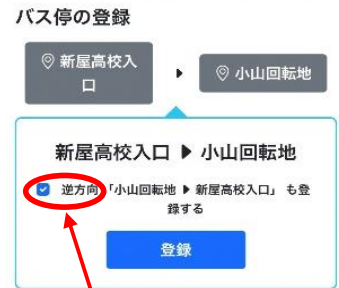 バス停の登録
新屋高校入
口
▶
小山回転地
新屋高校入口 ▶ 小山回転地
逆方向「小山回転地 ▶ 新屋高校入口」 も登
録する
登録